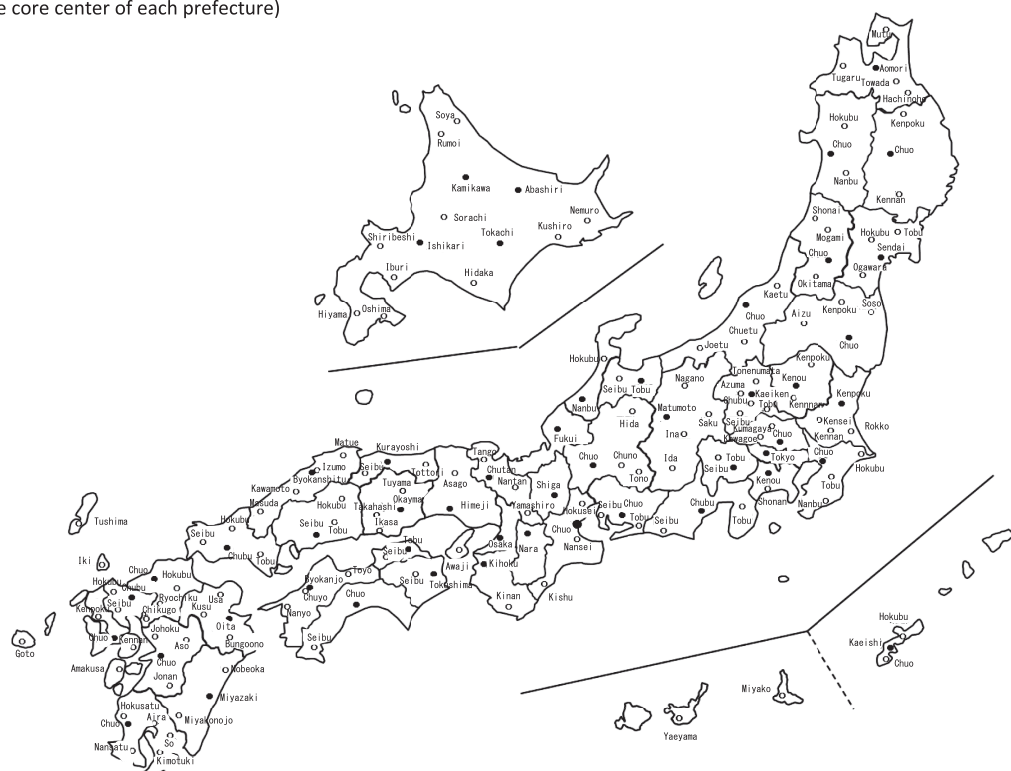 e core center of each prefecture)
Mutu
Aomori
Tugaru
Towada
Hachinohe
Hokubu
Kenpoku
Chuo
Chuo
Nanbu
Kennan
Soya
Rumoi
Kamikawa
Abashiri
Sorachi
Nemuro
Kushiro
Shiribeshi
Ishikari
Tokachi
Iburi
Hidaka
Hiyama
Oshima
Shonai
Mogami
Hokubu
Tobu
Chuo
Sendai
Okitama
Ogawara
Kaetu
Kenpoku
Soso
Chuo
Aizu
Chuetu
Chuo
Joetu
Hokubu
Kenpoku
Seibu
Tobu
Nagano
Tonenumata
Azuma
Kenou
Kaeiken
Chubu
Tobu
Kennnan
Kenpoku
Nanbu
Hida
Matumoto
Saku
Seibu
Kensei
Rokko
Kumagaya
Kawagoe
Chuo
Kennan
Fukui
Ina
Chuo
Chuno
Tono
Ida
Tobu
Seibu
Tokyo
Chuo
Hokubu
Kenou
Tobu
Shonan
Nanbu
Matue
Kurayoshi
Tango
Izumo
Byokanshitu
Seibu
Tottori
Chutan
Nantan
Shiga
Kawamoto
Tuyama
Asago
Masuda
Hokubu
Takahashi
Okayma
Himeji
Yamashiro
Hokusei
Seibu
Chuo
Chubu
Tobu
Seibu
Tobu
Tushima
Hokubu
Seibu
Tobu
Ikasa
Chuo
Nansei
Seibu
Chubu
Tobu
Tobu
Seibu
Osaka
Nara
Awaji
Kihoku
Iki
Chuo
Hokubu
Hokubu
Chubu
Byokanjo
Toyo
Seibu
Tokushima
Kinan
Kishu
Kenpoku
Seibu
Ryochiku
Usa
Chuyo
Chuo
Chikugo
Kusu
Nanyo
Oita
Goto
Chuo
Kennan
Johoku
Aso
Bungoono
Seibu
Amakusa
Chuo
Nobeoka
Jonan
Miyazaki
Hokusatu
Aira
Miyakonojo
Chuo
Nansatu
So
Kimotuki
Hokubu
Kaeishi
Chuo
Miyako
Yaeyama